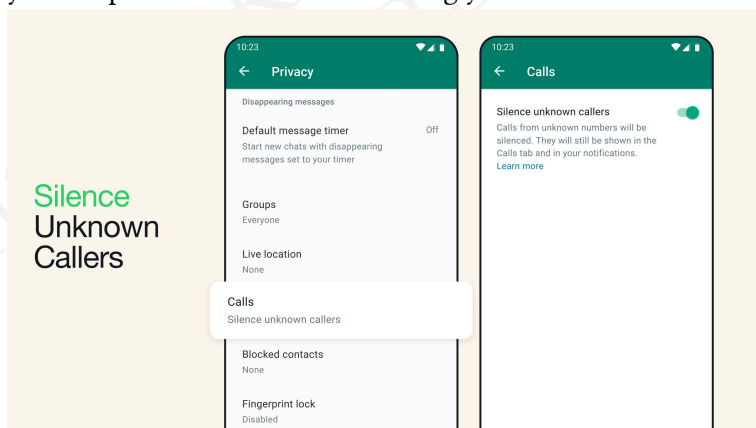 Silence
Unknown
Callers
10:23
Privacy
Disappearing messages
Default message timer
Off
Start new chats with disappearing
messages set to your timer
Groups
Everyone
Live location
None
Calls
Silence unknown callers
Blocked contacts
None
Fingerprint lock
Disabled
10:23
Calls
Silence unknown callers
Calls from unknown numbers will be
silenced. They will still be shown in the
Calls tab and in your notifications.
Learn more